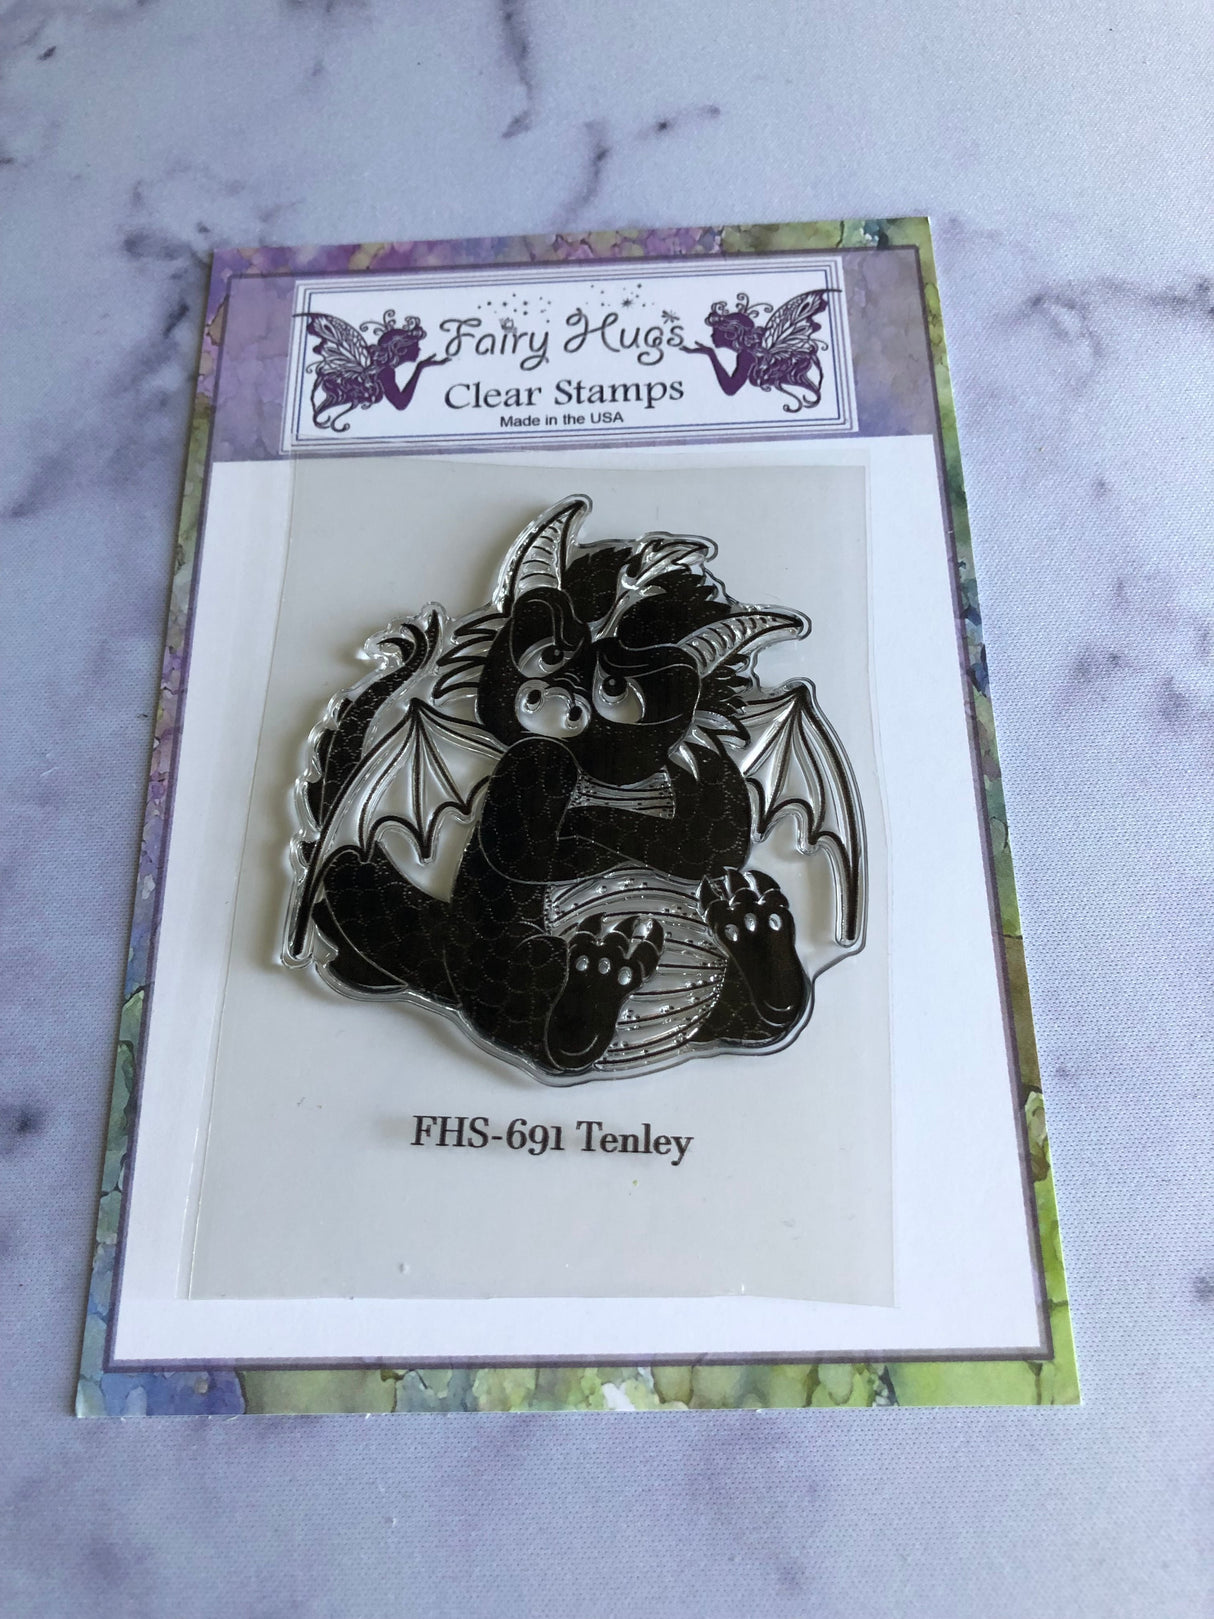 Fairy Hugs
Clear Stamps
Made in the USA
FHS-691 Tenley